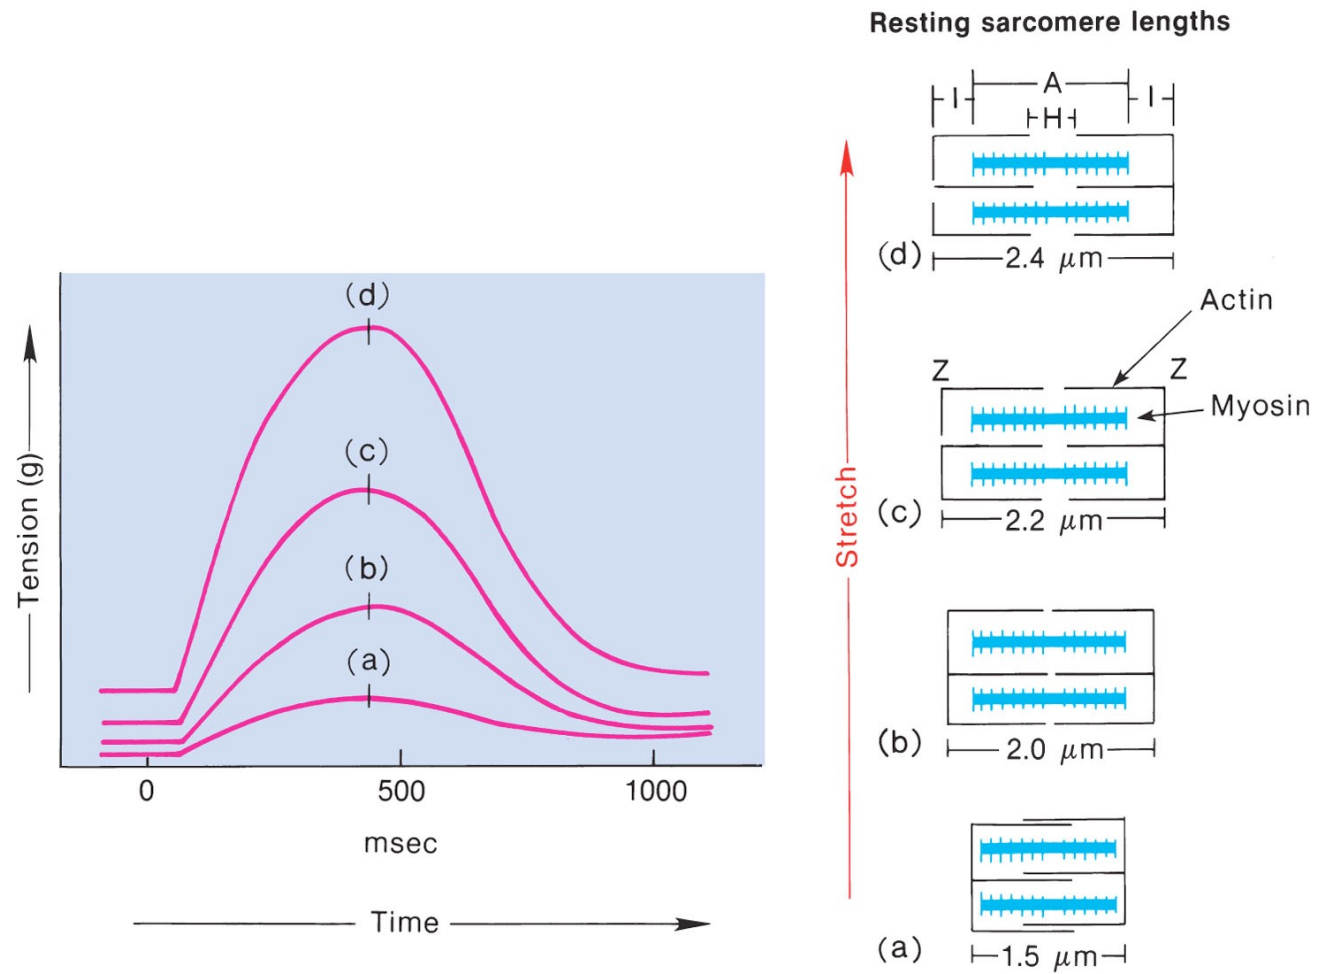 Resting sarcomere lengths
A
I
I
H
(d)
2.4 μm
Actin
Z
Z
Myosin
(c)
2.2 μm
(b)
2.0 μm
(a)
1.5 μm
Stretch
(d)
(c)
(b)
(a)
Tension (g)
0
500
1000
msec
Time